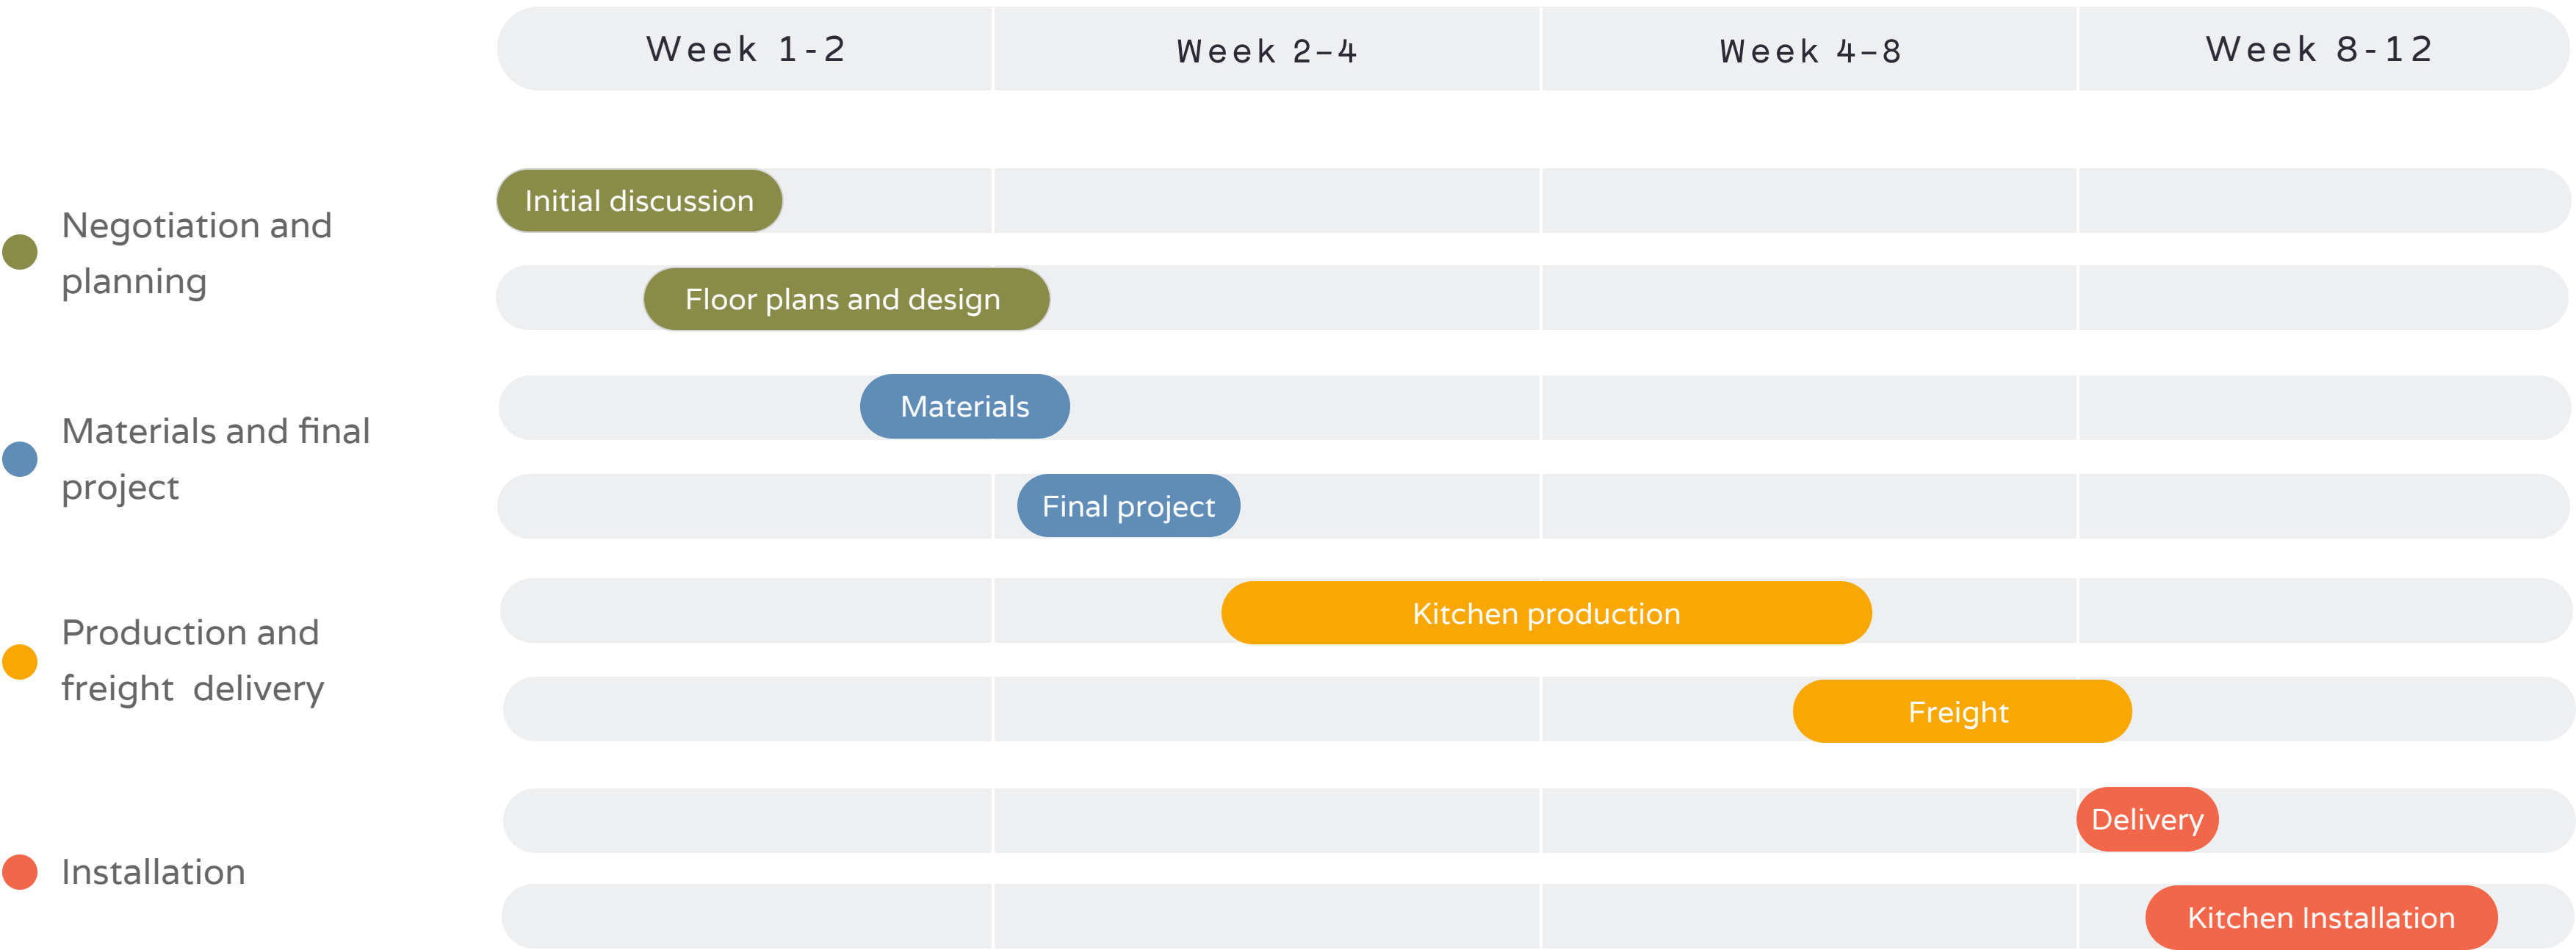 Week 1-2
Week 2-4
Week 4-8
Week 8-12
Negotiation and
planning
Initial discussion
Floor plans and design
Materials and final
project
Materials
Final project
Production and
freight delivery
Kitchen production
Freight
Installation
Delivery
Kitchen Installation